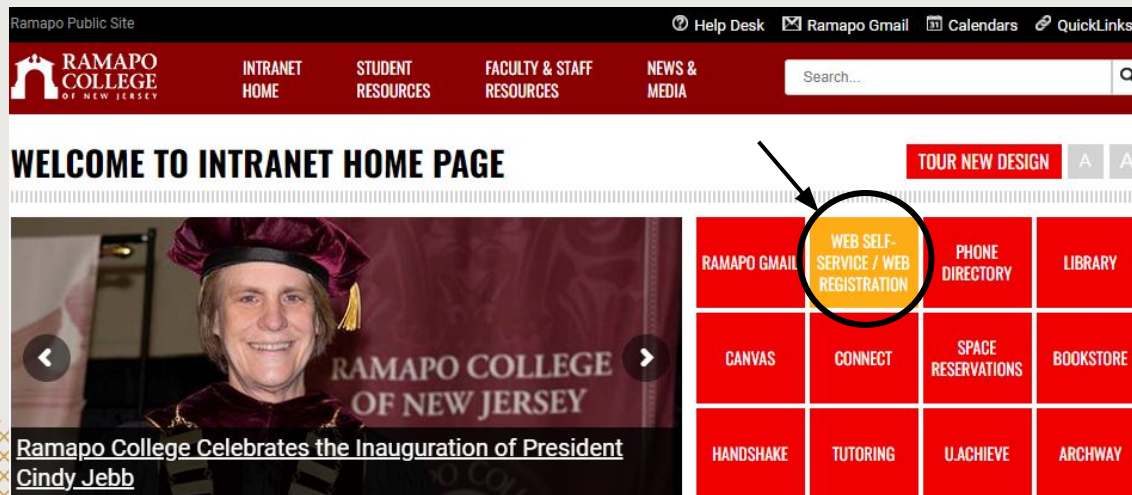 Ramapo Public Site
Help Desk
Ramapo Gmail
Calendars
QuickLinks
RAMAPO
COLLEGE
OF NEW JERSEY
INTRANET
HOME
STUDENT
RESOURCES
FACULTY & STAFF
RESOURCES
NEWS &
MEDIA
Search...
WELCOME TO INTRANET HOME PAGE
TOUR NEW DESIGN
A
A
RAMAPO GMAIL
WEB SELF-
SERVICE / WEB
REGISTRATION
PHONE
DIRECTORY
LIBRARY
CANVAS
CONNECT
SPACE
RESERVATIONS
BOOKSTORE
HANDSHAKE
TUTORING
U.ACHIEVE
ARCHWAY
RAMAPO COLLEGE
OF NEW JERSEY
Ramapo College Celebrates the Inauguration of President
Cindy Jebb